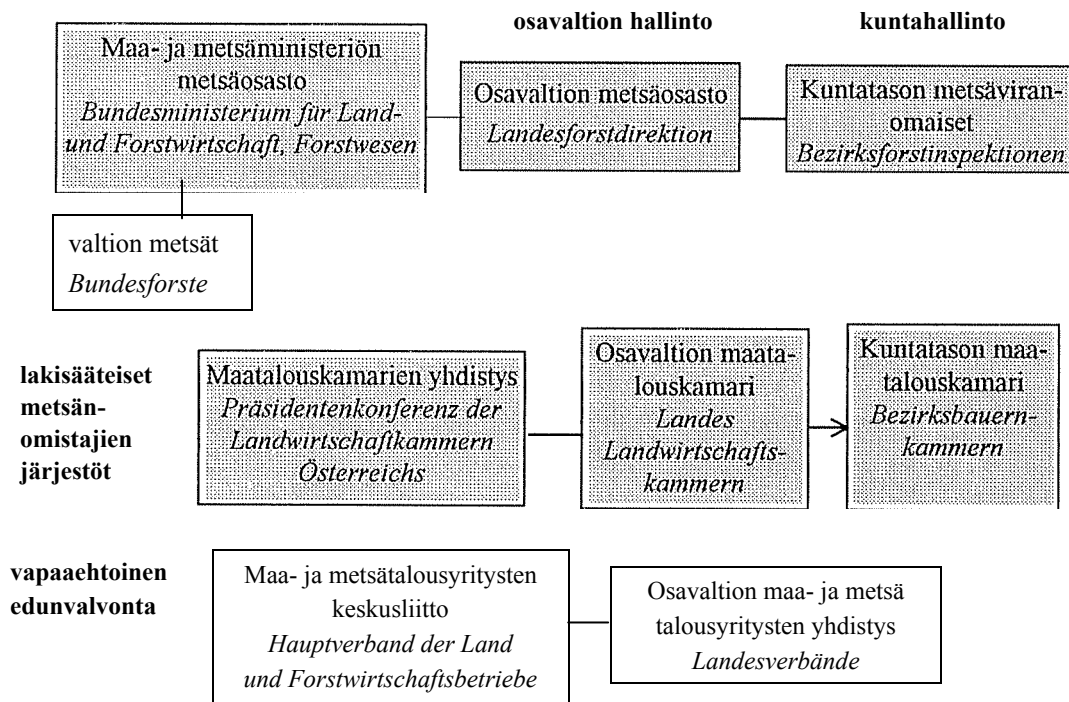 osavaltion hallinto
kuntahallinto
Maa- ja metsäministeriön
metsäosasto
Bundesministerium für Land-
und Forstwirtschaft, Forstwesen
Osavaltion metsäosasto
Landesforstdirektion
Kuntatason metsäviran-
omaiset
Bezirksforstinspektionen
valtion metsät
Bundesforste
lakisääteiset
metsän-
omistajien
järjestöt
Maatalouskamarien yhdistys
Präsidentenkonferenz der
Landwirtschaftkammern
Österreichs
Osavaltion maata-
louskamari
Landes
Landwirtschafts-
kammern
Kuntatason maa-
talouskamari
Bezirksbauern-
kammern
vapaaehtoinen
edunvalvonta
Maa- ja metsätalousyritysten
keskusliitto
Hauptverband der Land
und Forstwirtschaftsbetriebe
Osavaltion maa- ja metsä
talousyritysten yhdistys
Landesverbände